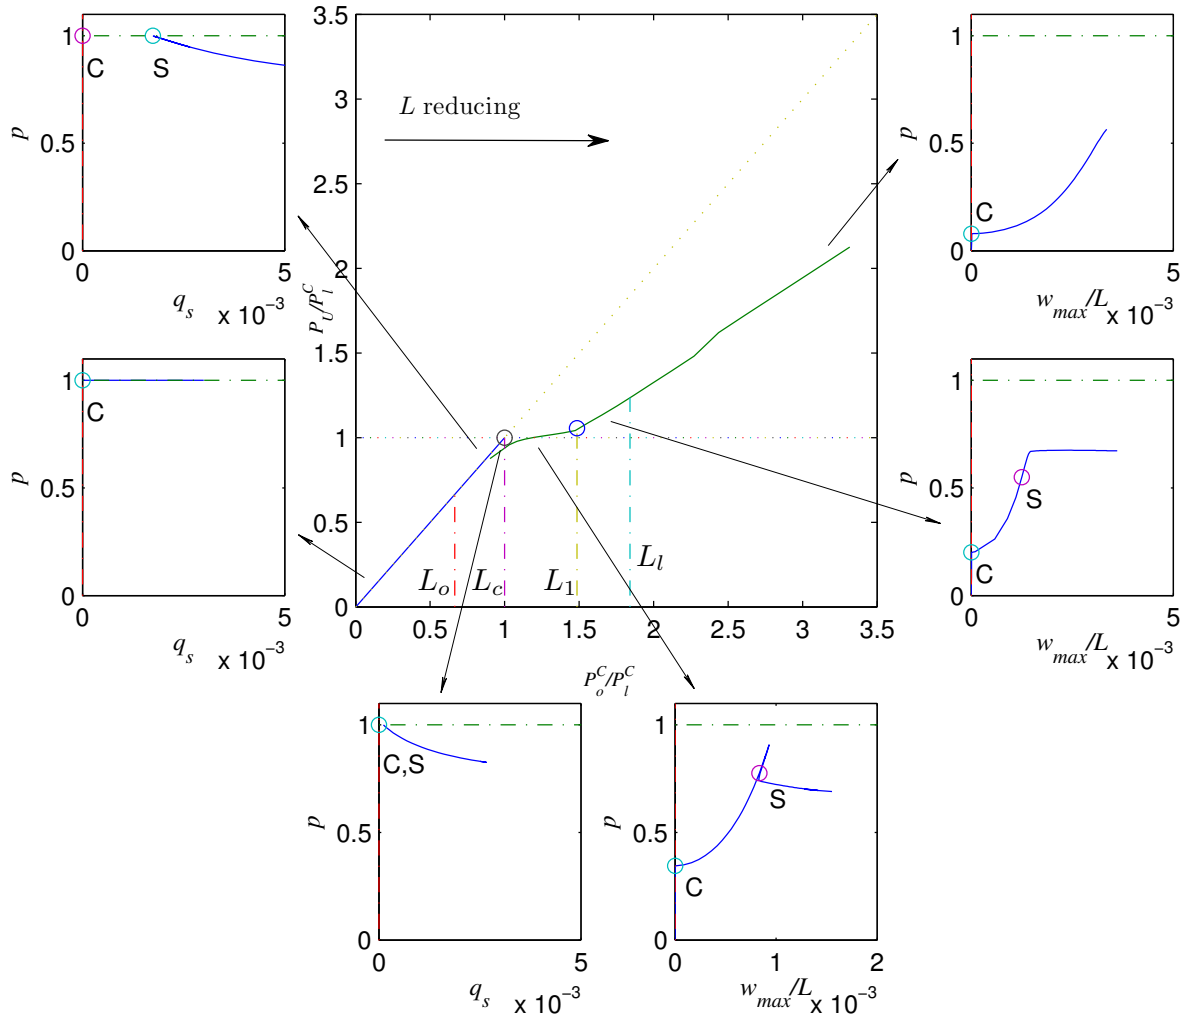 1
C
S
0.5
p
0
0
5
q_s
x 10^-3
1
C
0.5
p
0
0
5
q_s
x 10^-3
3.5
3
2.5
2
1.5
1
0.5
0
P_U/P_l^C
L reducing
L_o
L_c
L_1
L_l
0
0.5
1
1.5
2
2.5
3
3.5
P_o^C/P_l^C
1
0.5
p
C
0
0
5
w_max/L
x 10^-3
1
0.5
p
S
C
0
0
5
w_max/L
x 10^-3
1
C,S
0.5
p
0
0
5
q_s
x 10^-3
1
S
0.5
p
C
0
0
1
2
w_max/L
x 10^-3